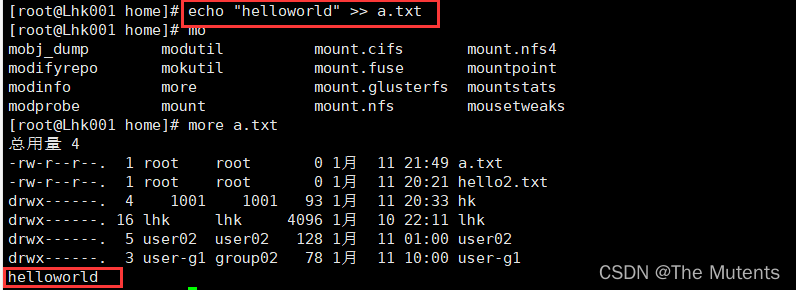 [root@Lhk001 home]# echo "helloworld" >> a.txt
[root@Lhk001 home]# mo
mobj_dump modutil mount.cifs mount.nfs4
modifyrepo mokutil mount.fuse mountpoint
modinfo more mount.glusterfs mountstats
modprobe mount mount.nfs mousetweaks
[root@Lhk001 home]# more a.txt
总用量 4
-rw-r--r--. 1 root root 0 1月 11 21:49 a.txt
-rw-r--r--. 1 root root 0 1月 11 20:21 hello2.txt
drwx------. 4 1001 1001 93 1月 11 20:33 hk
drwx------. 16 lhk lhk 4096 1月 10 22:11 lhk
drwx------. 5 user02 user02 128 1月 11 01:00 user02
drwx------. 3 user-g1 group02 78 1月 11 10:00 user-g1
helloworld
CSDN @The Mutents